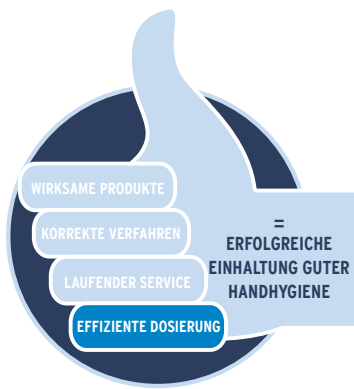 WIRKSAME PRODUKTE
KORREKTE VERFAHREN
LAUFENDER SERVICE
EFFIZIENTE DOSIERUNG
=
ERFOLGREICHE
EINHALTUNG GUTER
HANDHYGIENE